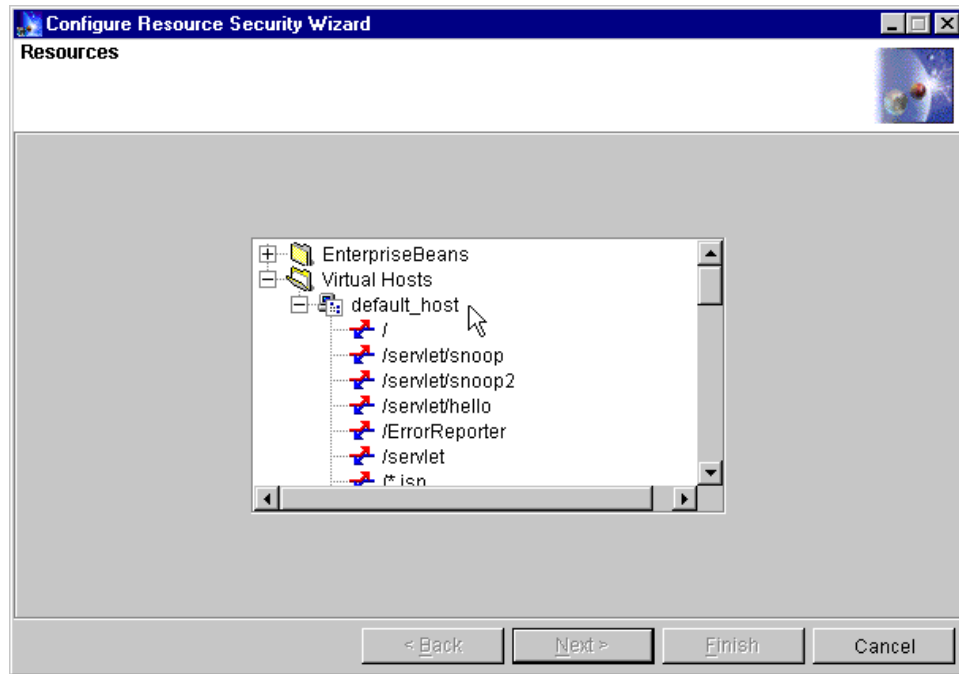 Configure Resource Security Wizard
Resources
EnterpriseBeans
Virtual Hosts
default_host
/
/servlet/snoop
/servlet/snoop2
/servlet/hello
/ErrorReporter
/servlet
/*.jsp
< Back Next > Finish Cancel